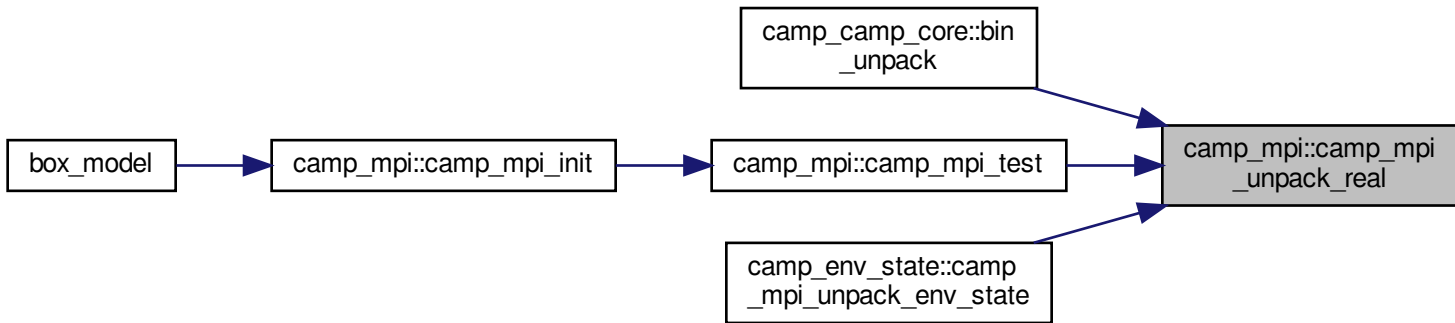 camp_camp_core::bin
_unpack
box_model
camp_mpi::camp_mpi_init
camp_mpi::camp_mpi_test
camp_mpi::camp_mpi
_unpack_real
camp_env_state::camp
_mpi_unpack_env_state